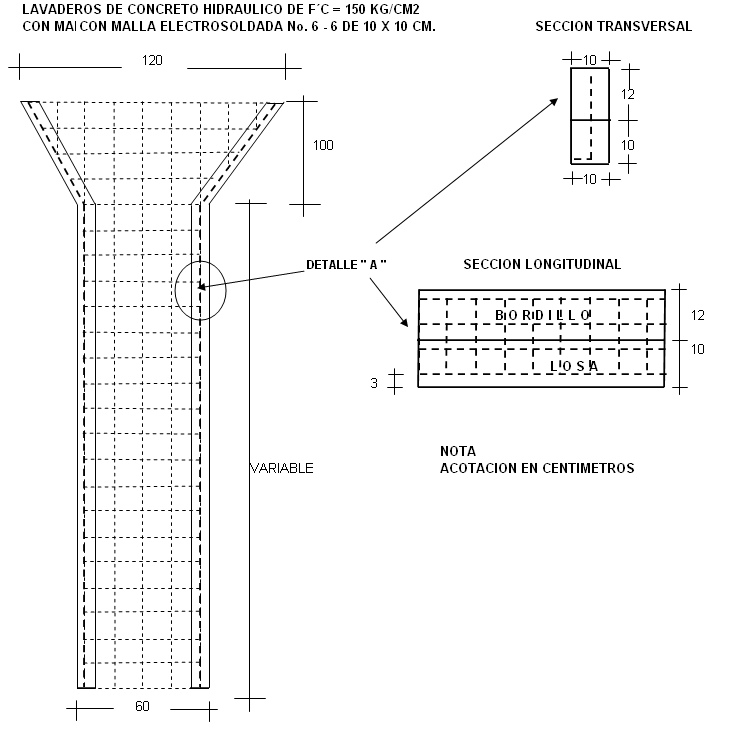 LAVADEROS DE CONCRETO HIDRAULICO DE F´C = 150 KG/CM2
CON MAICON MALLA ELECTROSOLDADA No. 6 - 6 DE 10 X 10 CM.
SECCION TRANSVERSAL
120
10
12
10
10
100
DETALLE " A "
SECCION LONGITUDINAL
BORDILLO
12
LOSA
10
3
NOTA
ACOTACION EN CENTIMETROS
VARIABLE
60